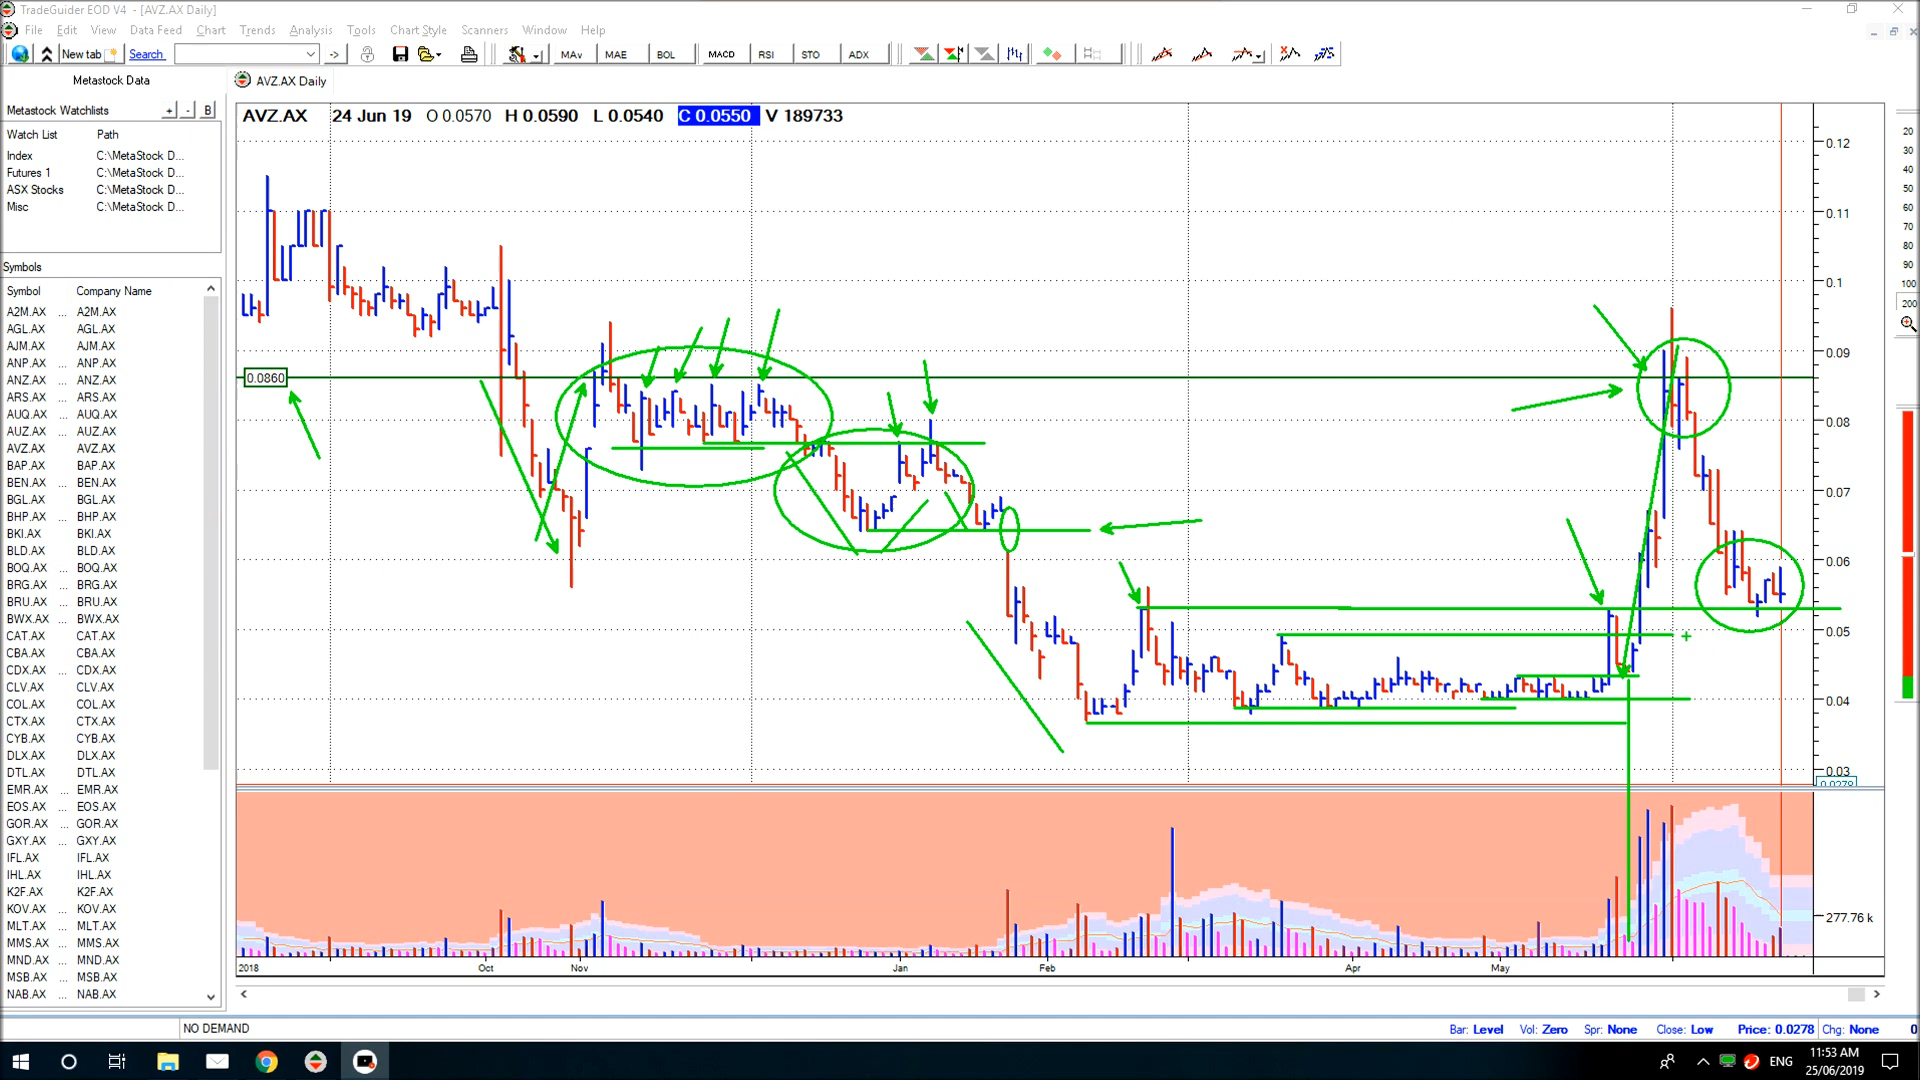 TradeGuider EOD V4 - [AVZ.AX Daily]
File Edit View Data Feed Chart Trends Analysis Tools Chart Style Scanners Window Help
New tab Search -> MAv MAE BOL MACD RSI STO ADX
Metastock Data
AVZ.AX Daily
Metastock Watchlists + - B
Watch List Path
Index C:\MetaStock D...
Futures 1 C:\MetaStock D...
ASX Stocks C:\MetaStock D...
Misc C:\MetaStock D...
Symbols
Symbol Company Name
A2M.AX ... A2M.AX
AGL.AX AGL.AX
AJM.AX AJM.AX
ANP.AX ... ANP.AX
ANZ.AX ... ANZ.AX
ARS.AX ... ARS.AX
AUQ.AX ... AUQ.AX
AUZ.AX ... AUZ.AX
AVZ.AX AVZ.AX
BAP.AX ... BAP.AX
BEN.AX ... BEN.AX
BGL.AX BGL.AX
BHP.AX ... BHP.AX
BKI.AX BKI.AX
BLD.AX ... BLD.AX
BOQ.AX ... BOQ.AX
BRG.AX ... BRG.AX
BRU.AX ... BRU.AX
BWX.AX ... BWX.AX
CAT.AX CAT.AX
CBA.AX ... CBA.AX
CDX.AX ... CDX.AX
CLV.AX CLV.AX
COL.AX ... COL.AX
CTX.AX CTX.AX
CYB.AX ... CYB.AX
DLX.AX ... DLX.AX
DTL.AX DTL.AX
EMR.AX ... EMR.AX
EOS.AX ... EOS.AX
GOR.AX ... GOR.AX
GXY.AX ... GXY.AX
IFL.AX IFL.AX
IHL.AX IHL.AX
K2F.AX ... K2F.AX
KOV.AX ... KOV.AX
MLT.AX ... MLT.AX
MMS.AX ... MMS.AX
MND.AX ... MND.AX
MSB.AX ... MSB.AX
NAB.AX ... NAB.AX
AVZ.AX 24 Jun 19 O 0.0570 H 0.0590 L 0.0540 C 0.0550 V 189733
0.0860
0.12
0.11
0.1
0.09
0.08
0.07
0.06
0.05
0.04
0.03
0.0278
277.76 k
2018 Oct Nov Jan Feb Apr May
20
30
40
50
60
70
80
90
100
200
NO DEMAND
Bar: Level Vol: Zero Spr: None Close: Low Price: 0.0278 Chg: None 0
ENG
11:53 AM
25/06/2019